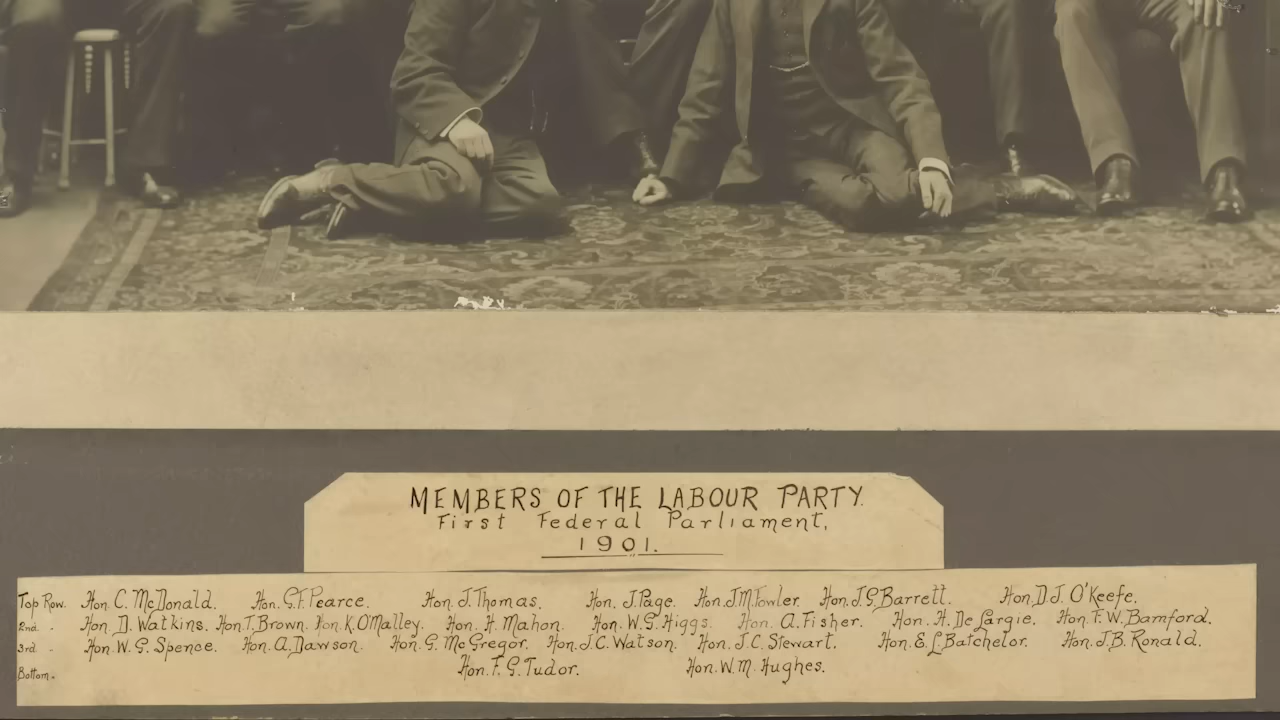 MEMBERS OF THE LABOUR PARTY.
First Federal Parliament,
1901.
Top Row. Hon. C. McDonald. Hon. G.F. Pearce. Hon. J. Thomas. Hon. J. Page. Hon. J.M. Fowler. Hon. J.G. Barrett. Hon. D.J. O'Keefe.
2nd. " Hon. D. Watkins. Hon. T. Brown. Hon. K. O'Malley. Hon. H. Mahon. Hon. W.G. Higgs. Hon. A. Fisher. Hon. H. De Largie. Hon. F.W. Bamford.
3rd. " Hon. W.G. Spence. Hon. A. Dawson. Hon. G. McGregor. Hon. J.C. Watson. Hon. J.C. Stewart. Hon. E.L. Batchelor. Hon. J.B. Ronald.
Bottom. Hon. F.G. Tudor. Hon. W.M. Hughes.